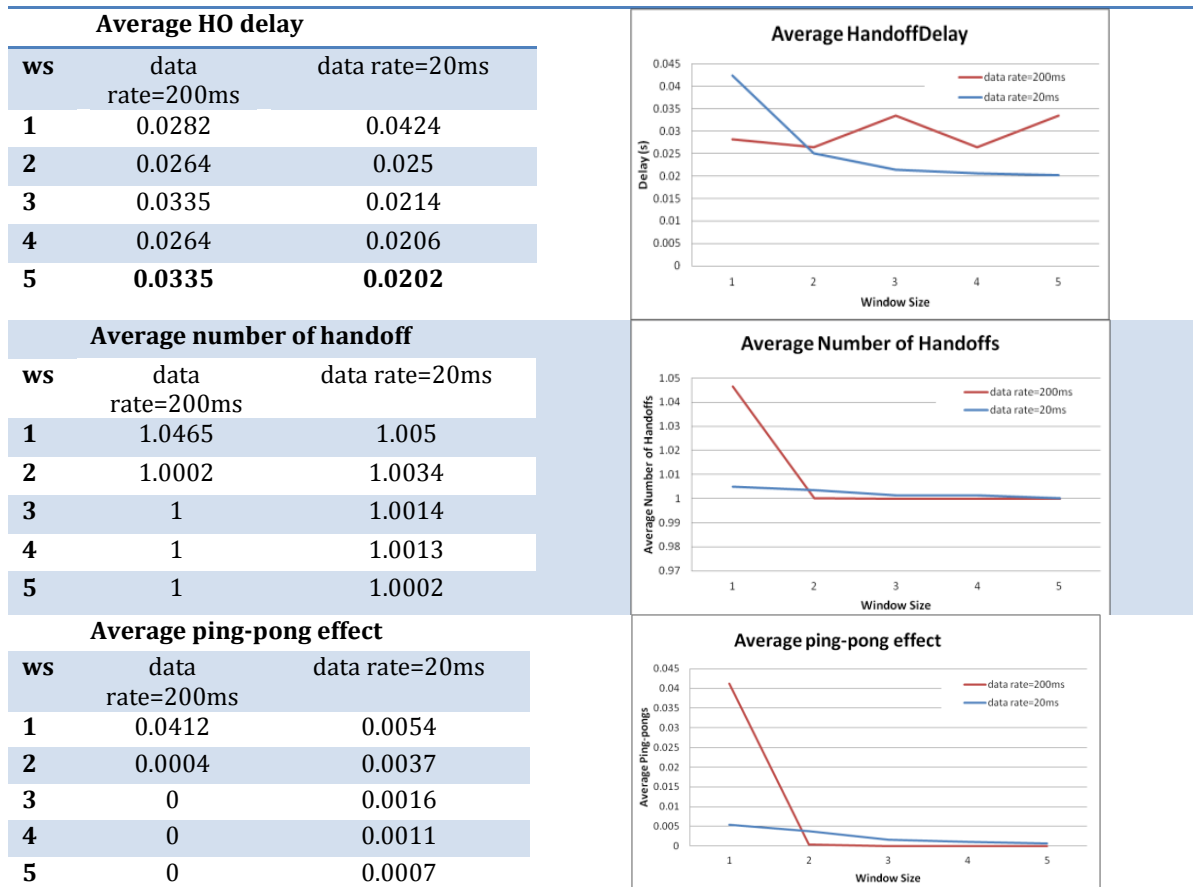 Average HO delay
ws data rate=200ms data rate=20ms
1 0.0282 0.0424
2 0.0264 0.025
3 0.0335 0.0214
4 0.0264 0.0206
5 0.0335 0.0202
Average HandoffDelay
0.045
0.04
0.035
0.03
0.025
0.02
0.015
0.01
0.005
0
Delay (s)
data rate=200ms
data rate=20ms
1 2 3 4 5
Window Size
Average number of handoff
ws data rate=200ms data rate=20ms
1 1.0465 1.005
2 1.0002 1.0034
3 1 1.0014
4 1 1.0013
5 1 1.0002
Average Number of Handoffs
1.05
1.04
1.03
1.02
1.01
1
0.99
0.98
0.97
Average Number of Handoffs
data rate=200ms
data rate=20ms
1 2 3 4 5
Window Size
Average ping-pong effect
ws data rate=200ms data rate=20ms
1 0.0412 0.0054
2 0.0004 0.0037
3 0 0.0016
4 0 0.0011
5 0 0.0007
Average ping-pong effect
0.045
0.04
0.035
0.03
0.025
0.02
0.015
0.01
0.005
0
Average Ping-pongs
data rate=200ms
data rate=20ms
1 2 3 4 5
Window Size